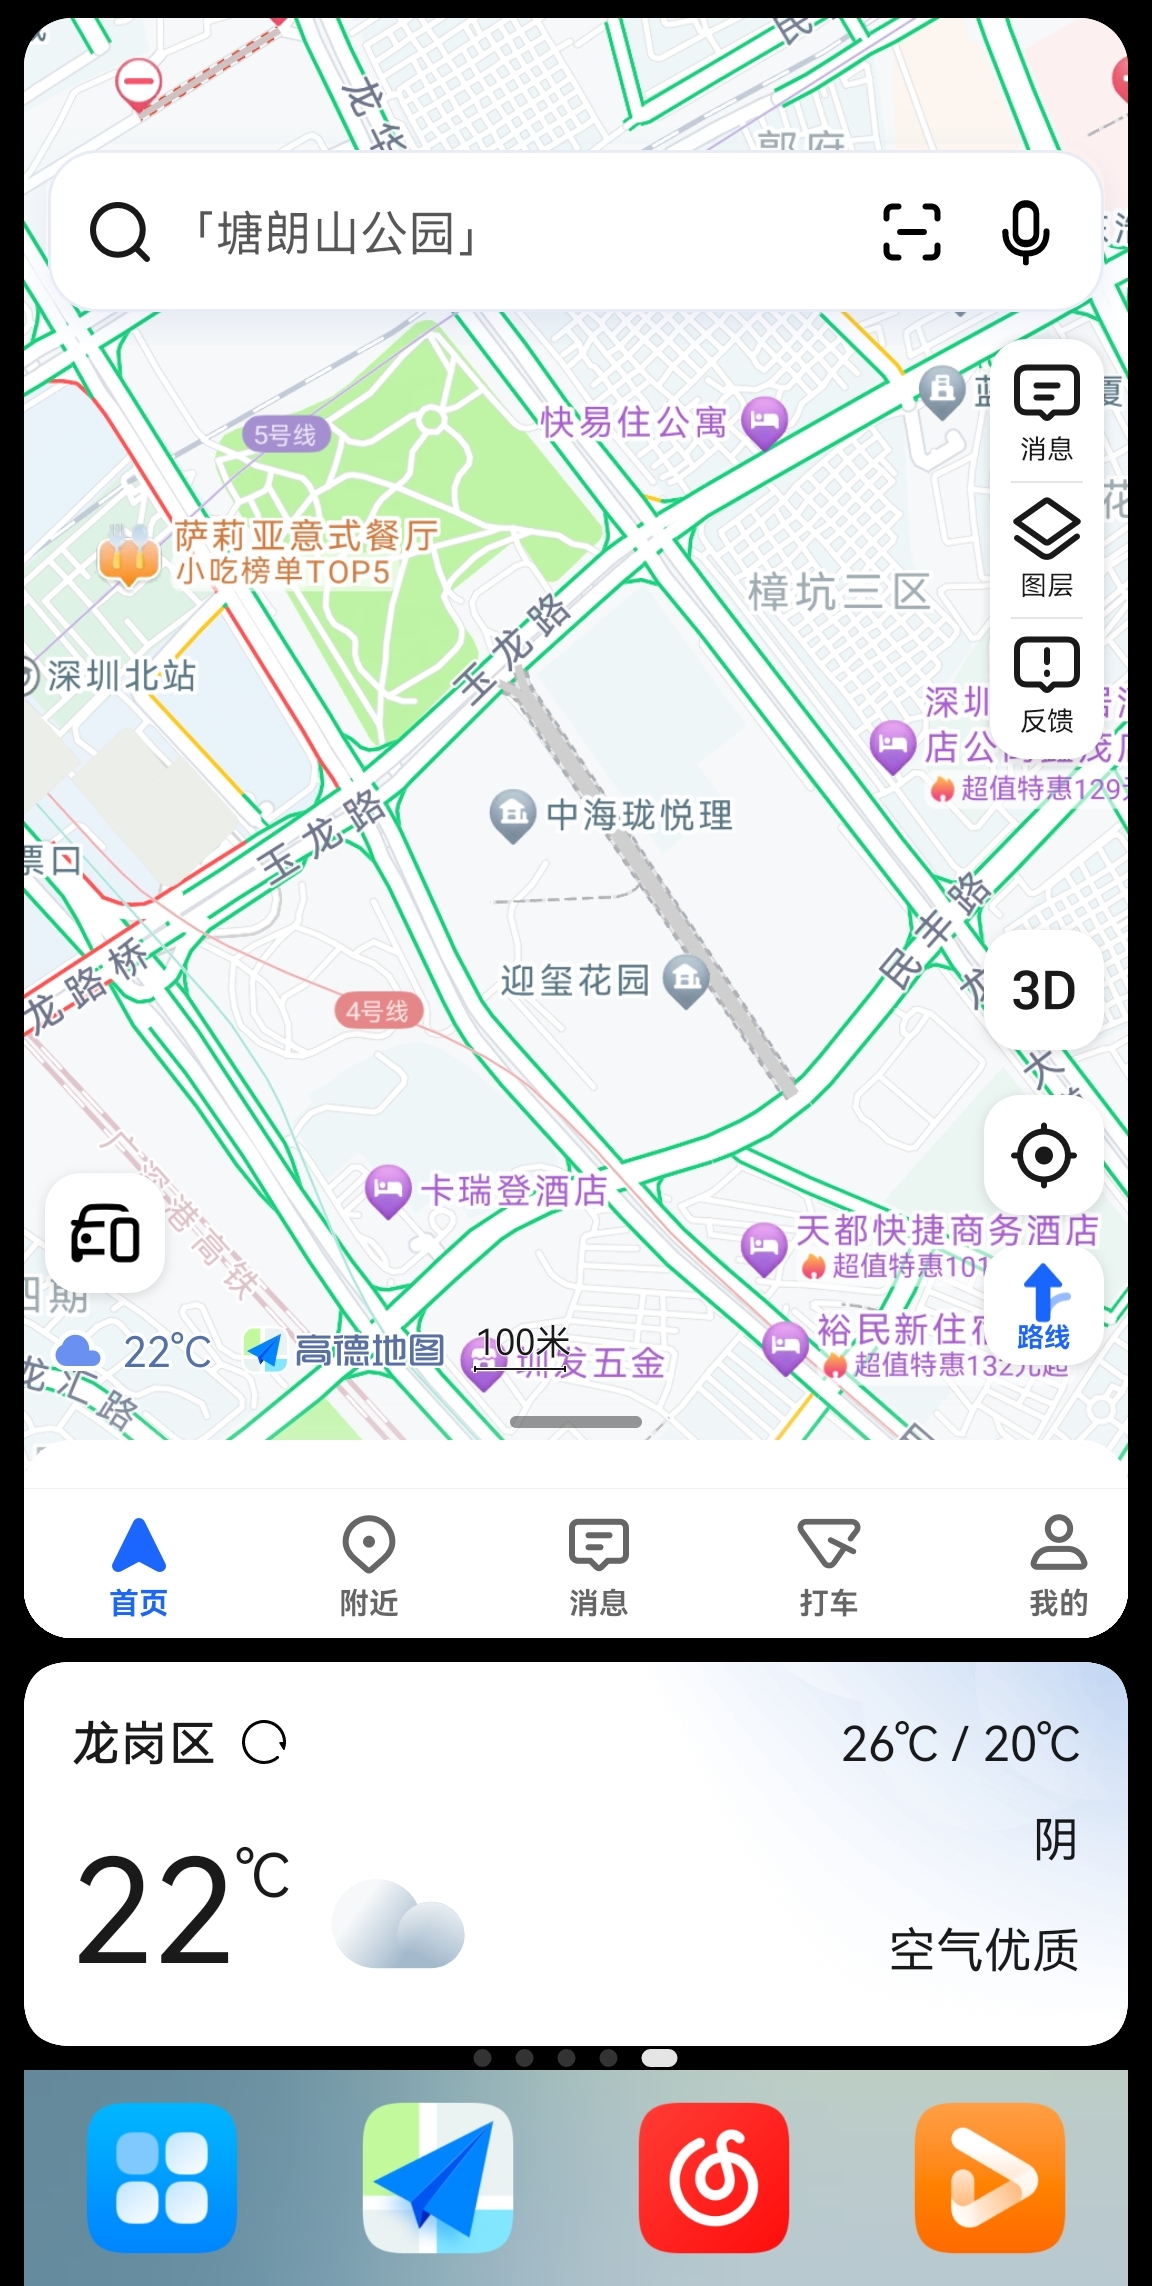 龙华
郭府
「塘朗山公园」
5号线
快易住公寓
消息
萨莉亚意式餐厅
小吃榜单TOP5
樟坑三区
图层
玉龙路
深圳北站
反馈
店公
超值特惠129
中海珑悦理
玉龙路
票口
民丰路
龙路桥
迎玺花园
3D
4号线
广深港高铁
卡瑞登酒店
天都快捷商务酒店
超值特惠101
四期
裕民新住宿
路线
超值特惠132元起
22℃
高德地图
100米
圳发五金
龙汇路
首页
附近
消息
打车
我的
龙岗区
26℃ / 20℃
22℃
阴
空气优质